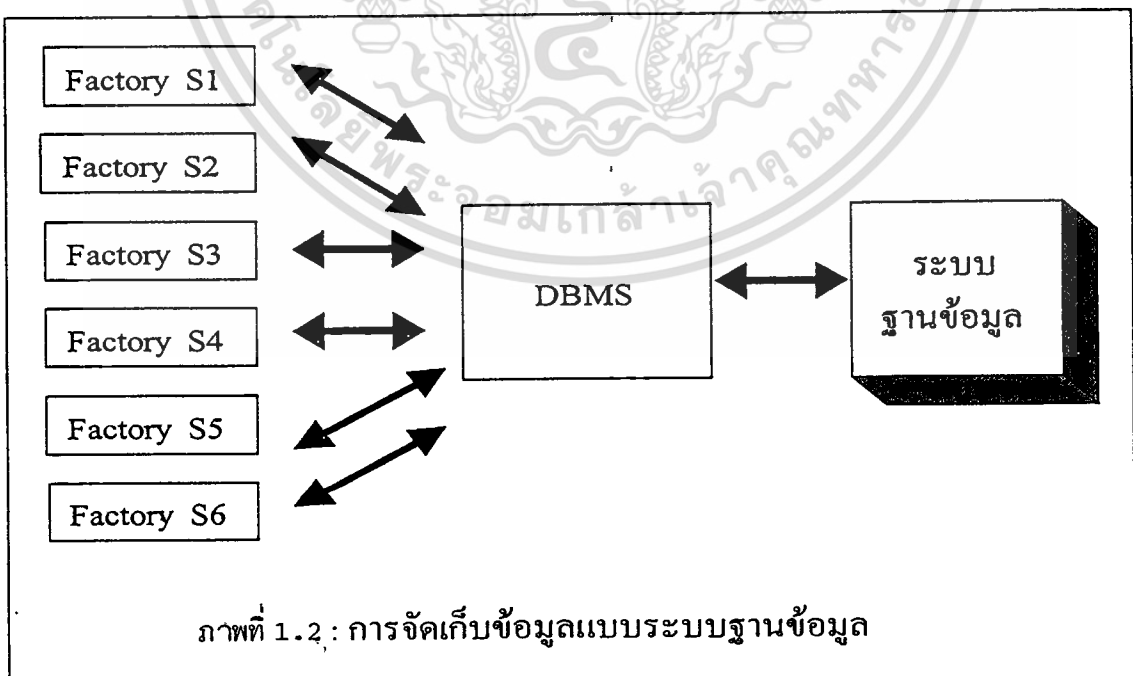 Factory S1
Factory S2
Factory S3
Factory S4
Factory S5
Factory S6
DBMS
ระบบ
ฐานข้อมูล
ภาพที่ 1.2 : การจัดเก็บข้อมูลแบบระบบฐานข้อมูล